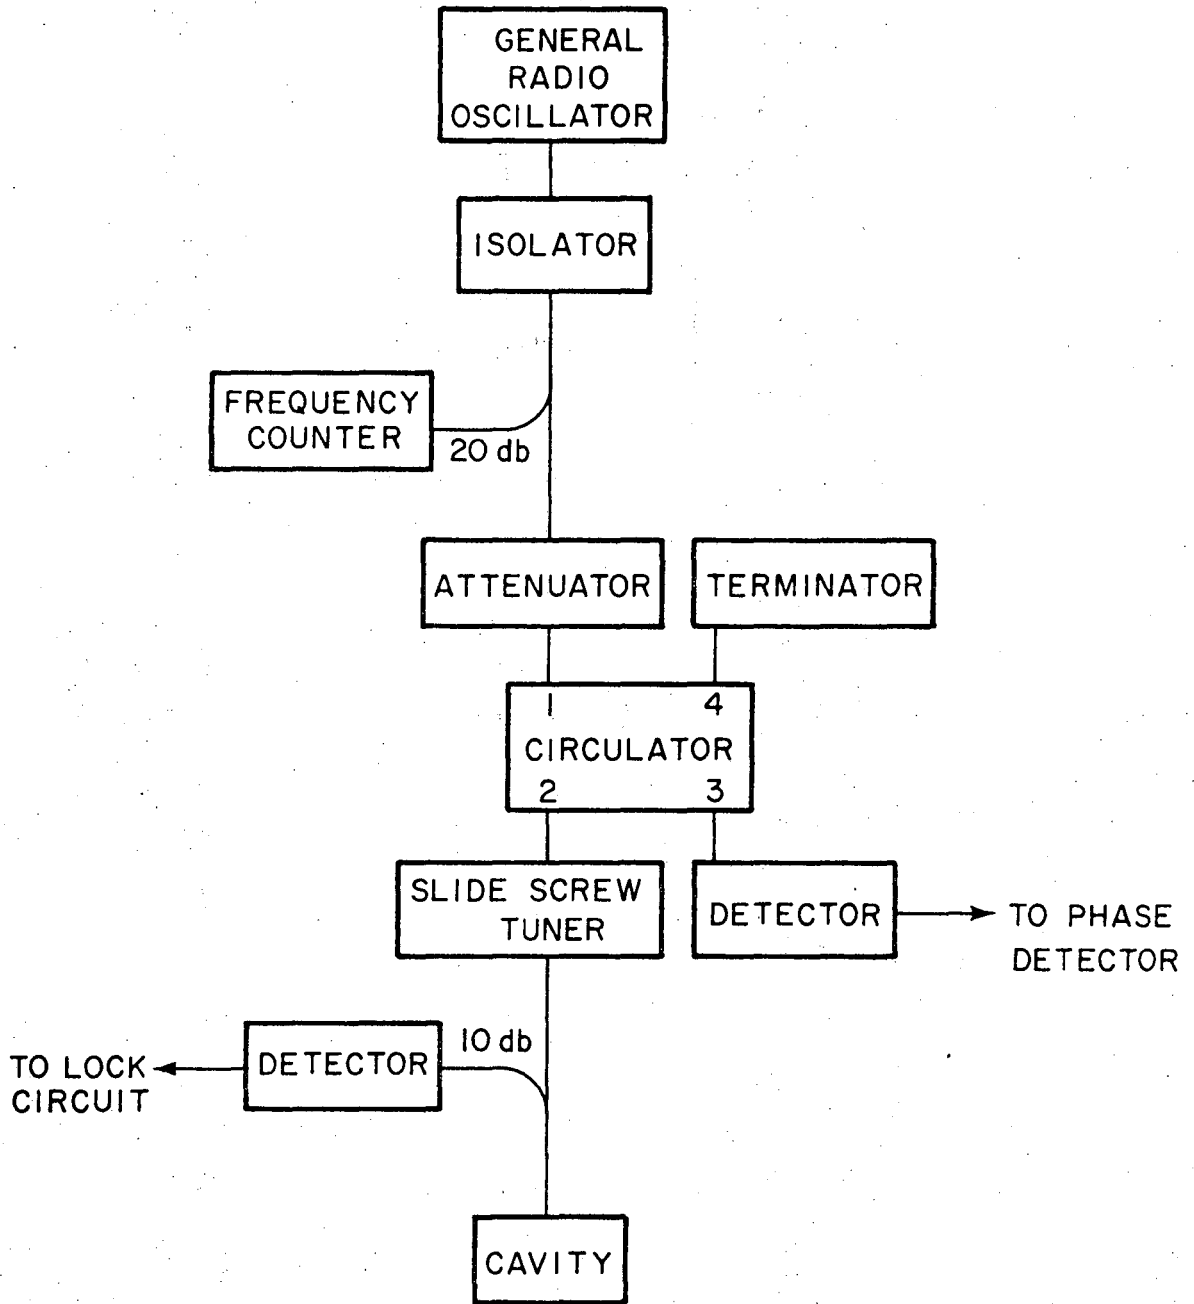 GENERAL
RADIO
OSCILLATOR
ISOLATOR
FREQUENCY
COUNTER
20 db
ATTENUATOR
TERMINATOR
1
4
CIRCULATOR
2
3
SLIDE SCREW
TUNER
DETECTOR
TO PHASE
DETECTOR
10 db
DETECTOR
TO LOCK
CIRCUIT
CAVITY